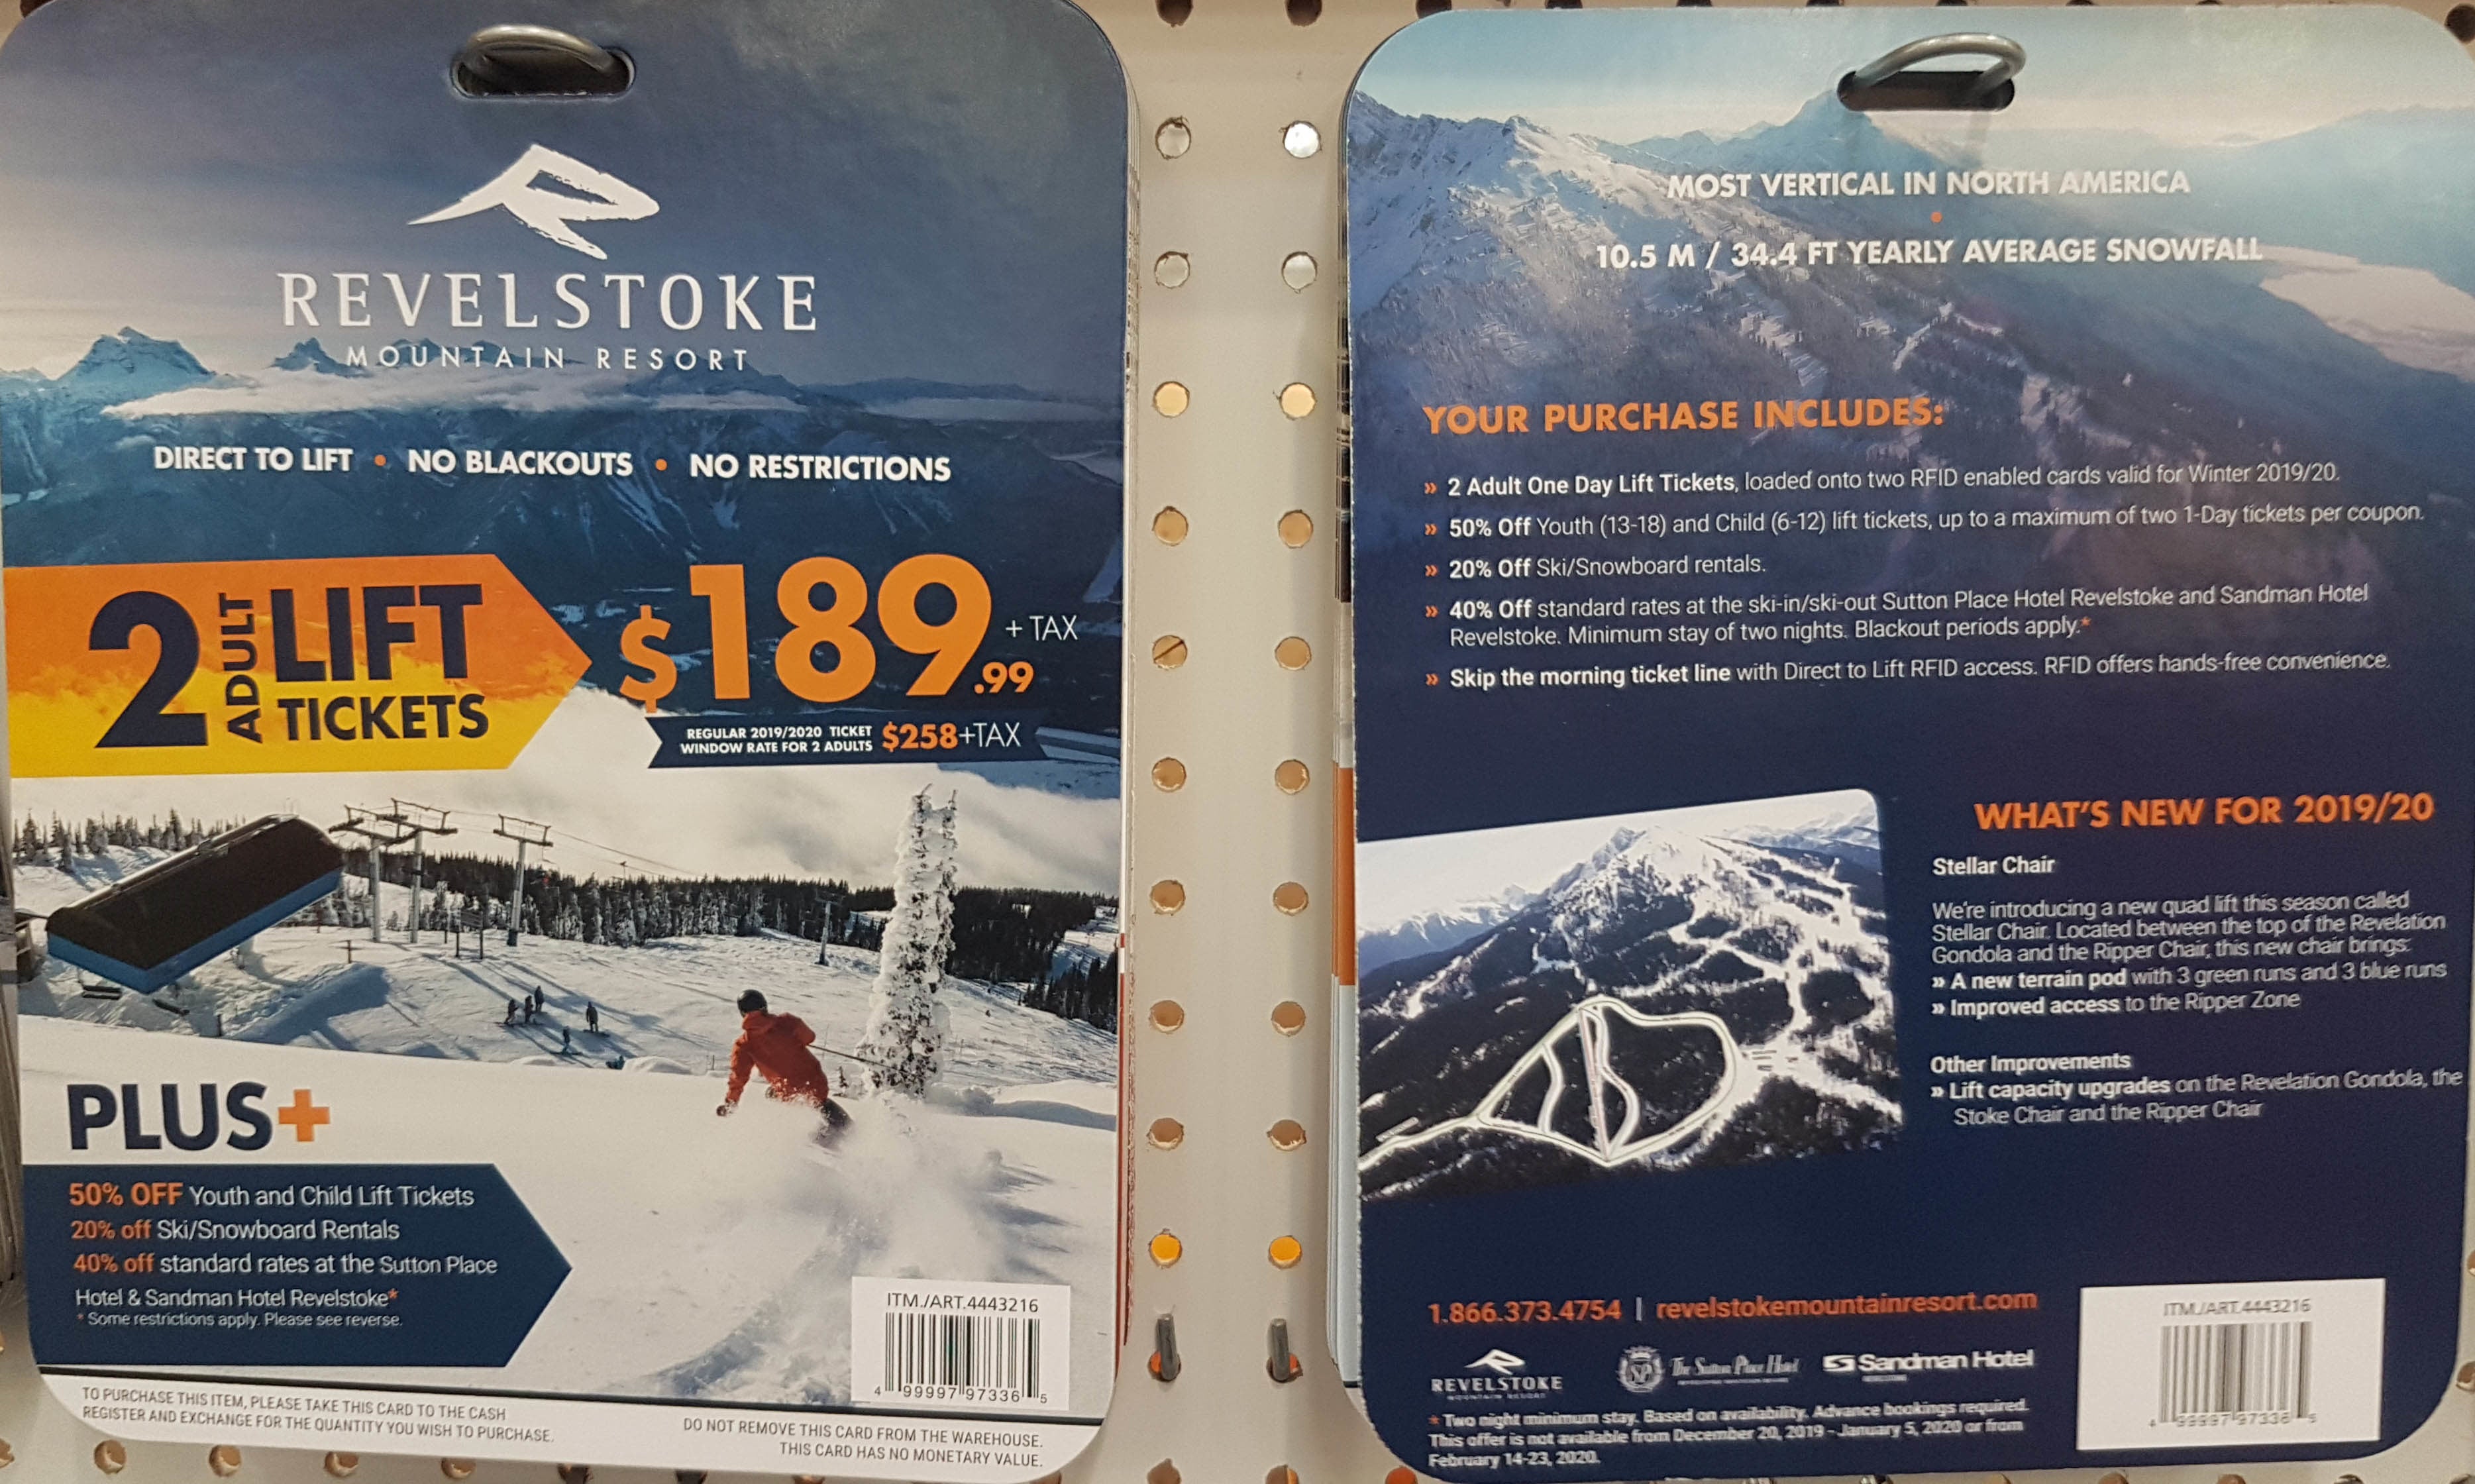 REVELSTOKE
MOUNTAIN RESORT
DIRECT TO LIFT • NO BLACKOUTS • NO RESTRICTIONS
2 ADULT LIFT TICKETS
$189.99 + TAX
REGULAR 2019/2020 TICKET
WINDOW RATE FOR 2 ADULTS $258+TAX
PLUS+
50% OFF Youth and Child Lift Tickets
20% off Ski/Snowboard Rentals
40% off standard rates at the Sutton Place
Hotel & Sandman Hotel Revelstoke*
* Some restrictions apply. Please see reverse.
ITM./ART.4443216
4 99997 97336 5
TO PURCHASE THIS ITEM, PLEASE TAKE THIS CARD TO THE CASH
REGISTER AND EXCHANGE FOR THE QUANTITY YOU WISH TO PURCHASE.
DO NOT REMOVE THIS CARD FROM THE WAREHOUSE.
THIS CARD HAS NO MONETARY VALUE.
MOST VERTICAL IN NORTH AMERICA
•
10.5 M / 34.4 FT YEARLY AVERAGE SNOWFALL
YOUR PURCHASE INCLUDES:
» 2 Adult One Day Lift Tickets, loaded onto two RFID enabled cards valid for Winter 2019/20.
» 50% Off Youth (13-18) and Child (6-12) lift tickets, up to a maximum of two 1-Day tickets per coupon.
» 20% Off Ski/Snowboard rentals.
» 40% Off standard rates at the ski-in/ski-out Sutton Place Hotel Revelstoke and Sandman Hotel
Revelstoke. Minimum stay of two nights. Blackout periods apply.*
» Skip the morning ticket line with Direct to Lift RFID access. RFID offers hands-free convenience.
WHAT'S NEW FOR 2019/20
Stellar Chair
We're introducing a new quad lift this season called
Stellar Chair. Located between the top of the Revelation
Gondola and the Ripper Chair, this new chair brings:
» A new terrain pod with 3 green runs and 3 blue runs
» Improved access to the Ripper Zone
Other Improvements
» Lift capacity upgrades on the Revelation Gondola, the
Stoke Chair and the Ripper Chair
1.866.373.4754 | revelstokemountainresort.com
REVELSTOKE
MOUNTAIN RESORT
SP The Sutton Place Hotel
Sandman Hotel
* Two night minimum stay. Based on availability. Advance bookings required.
This offer is not available from December 20, 2019 - January 5, 2020 or from
February 14-23, 2020.
ITM./ART.4443216
4 99997 97336 5